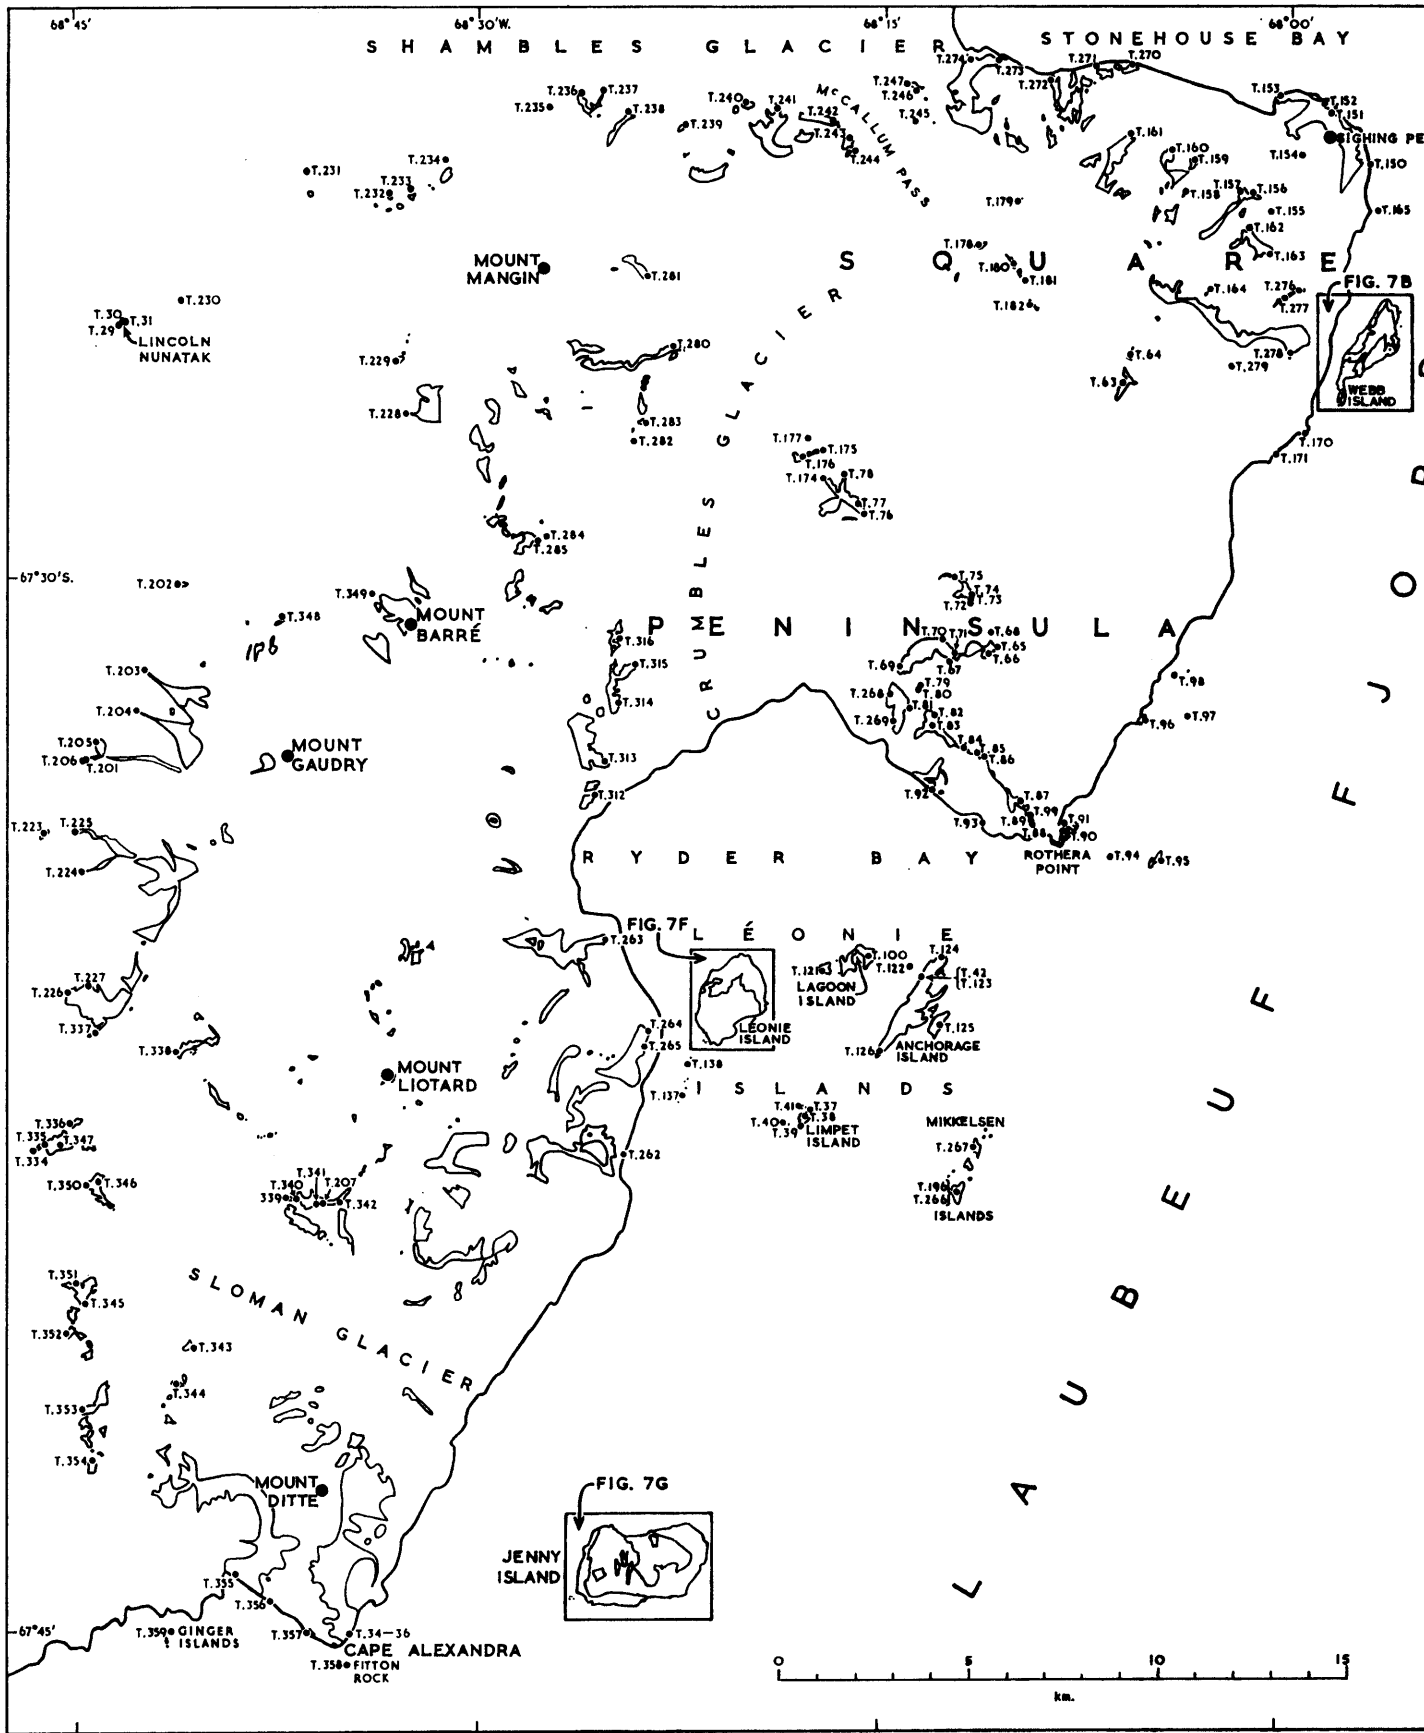 68°45'
68°30'W.
68°15'
68°00'
SHAMBLES GLACIER
STONEHOUSE BAY
T.274
T.273
T.271
T.270
T.272
T.247
T.246
T.245
T.236
T.237
T.235
T.238
T.240
T.241
T.239
McCALLUM PASS
T.242
T.243
T.244
T.153
T.152
T.151
SIGHING PE
T.154
T.150
T.161
T.160
T.159
T.158
T.157
T.156
T.155
T.165
T.162
T.163
T.231
T.234
T.233
T.232
T.179
T.178
T.180
T.181
T.182
SQUARE
MOUNT
MANGIN
T.281
T.164
T.276
T.277
FIG. 7B
T.230
T.30
T.31
T.29
LINCOLN
NUNATAK
T.229
T.280
T.64
T.63
T.278
T.279
WEBB
ISLAND
T.228
T.283
T.282
CRUMBLES GLACIER
T.177
T.175
T.176
T.174
T.78
T.77
T.76
T.170
T.171
T.284
T.285
67°30'S.
T.202
T.349
T.348
MOUNT
BARRÉ
T.75
T.74
T.73
T.72
PENINSULA
T.316
T.315
T.314
T.70
T.71
T.68
T.65
T.66
T.69
T.67
T.203
T.204
T.205
T.206
T.201
MOUNT
GAUDRY
T.79
T.268
T.80
T.81
T.269
T.82
T.83
T.84
T.85
T.86
T.98
T.97
T.96
T.313
T.312
T.92
T.93
T.87
T.99
T.89
T.88
T.91
T.90
ROTHERA
POINT
T.94
T.95
T.223
T.225
T.224
RYDER BAY
LAUBEUF FJORD
FIG. 7F
LÉONIE
T.263
T.100
T.121
T.122
LAGOON
ISLAND
T.124
T.42
T.123
T.125
T.126
ANCHORAGE
ISLAND
LÉONIE
ISLAND
T.227
T.226
T.337
T.338
T.264
T.265
T.138
T.137
ISLANDS
MOUNT
LIOTARD
T.41
T.37
T.38
T.40
T.39
LIMPET
ISLAND
MIKKELSEN
T.267
T.196
T.266
ISLANDS
T.336
T.335
T.347
T.334
T.262
T.350
T.346
T.341
T.340
T.207
339
T.342
T.351
T.345
T.352
SLOMAN GLACIER
T.343
T.344
T.353
T.354
MOUNT
DITTE
FIG. 7G
JENNY
ISLAND
T.355
T.356
67°45'
T.359
GINGER
ISLANDS
T.357
T.34–36
CAPE ALEXANDRA
T.358
FITTON
ROCK
0 5 10 15
km.